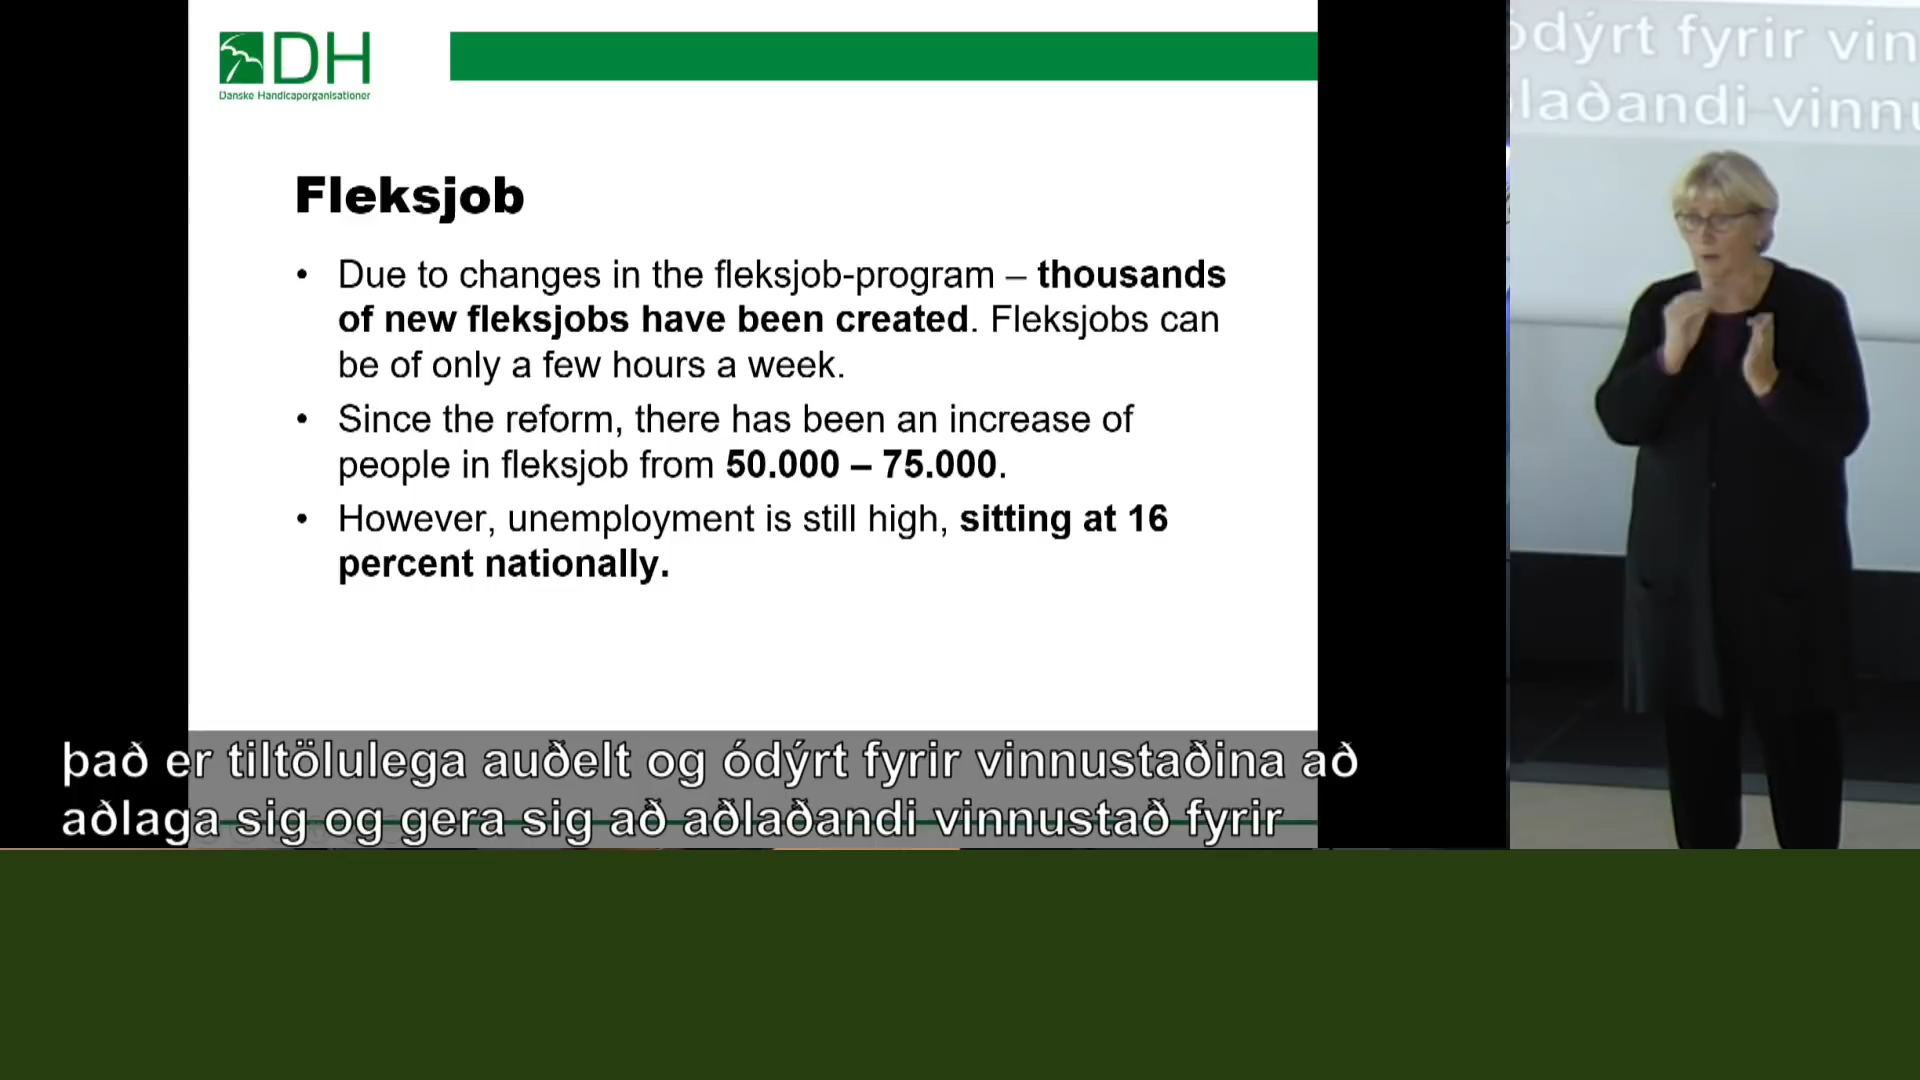 DH
Danske Handicaporganisationer
Fleksjob
• Due to changes in the fleksjob-program – thousands
of new fleksjobs have been created. Fleksjobs can
be of only a few hours a week.
• Since the reform, there has been an increase of
people in fleksjob from 50.000 – 75.000.
• However, unemployment is still high, sitting at 16
percent nationally.
það er tiltölulega auðelt og ódýrt fyrir vinnustaðina að
aðlaga sig og gera sig að aðlaðandi vinnustað fyrir
ódýrt fyrir vin
laðandi vinnu